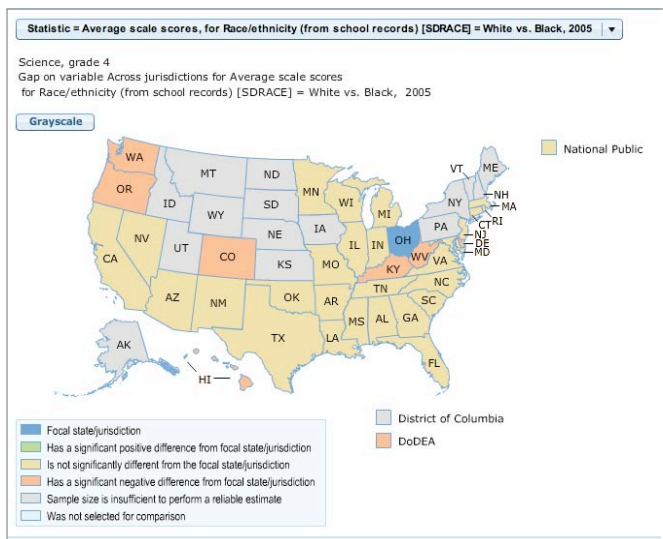 Statistic = Average scale scores, for Race/ethnicity (from school records) [SDRACE] = White vs. Black, 2005
Science, grade 4
Gap on variable Across jurisdictions for Average scale scores
for Race/ethnicity (from school records) [SDRACE] = White vs. Black, 2005
Grayscale
National Public
WA
MT
ND
MN
VT
ME
OR
ID
WY
SD
WI
MI
NY
NH
MA
RI
CT
NV
UT
CO
NE
IA
IL
IN
OH
PA
NJ
DE
MD
CA
KS
MO
KY
WV
VA
AZ
NM
OK
AR
TN
NC
SC
TX
LA
MS
AL
GA
FL
AK
HI
District of Columbia
DoDEA
Focal state/jurisdiction
Has a significant positive difference from focal state/jurisdiction
Is not significantly different from the focal state/jurisdiction
Has a significant negative difference from focal state/jurisdiction
Sample size is insufficient to perform a reliable estimate
Was not selected for comparison